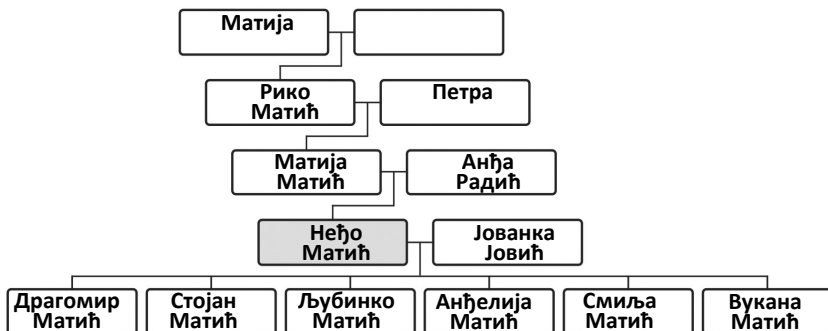 Матија
Рико
Матић
Петра
Матија
Матић
Анђа
Радић
Неђо
Матић
Јованка
Јовић
Драгомир
Матић
Стојан
Матић
Љубинко
Матић
Анђелија
Матић
Смиља
Матић
Вукана
Матић